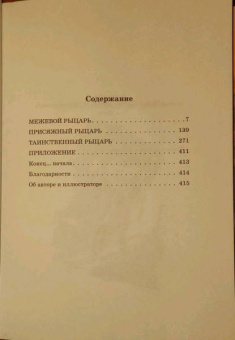 Содержание
МЕЖЕВОЙ РЫЦАРЬ . . . . . . . . . . . . . . . . . . . . 7
ПРИСЯЖНЫЙ РЫЦАРЬ . . . . . . . . . . . . . . . . 139
ТАИНСТВЕННЫЙ РЫЦАРЬ . . . . . . . . . . . . . 271
ПРИЛОЖЕНИЕ . . . . . . . . . . . . . . . . . . . . . . 411
Конец... начала . . . . . . . . . . . . . . . . . . . . . 413
Благодарности . . . . . . . . . . . . . . . . . . . . . . 414
Об авторе и иллюстраторе . . . . . . . . . . . . . . 415